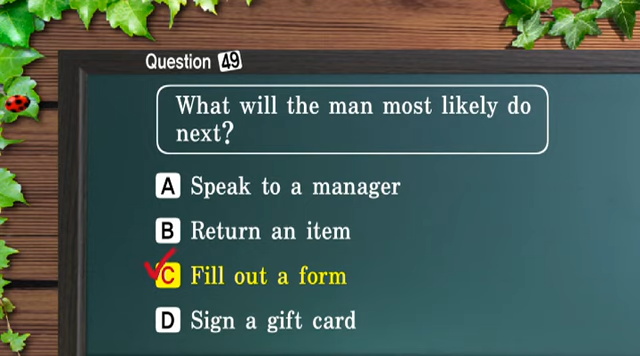 Question 49
What will the man most likely do
next?
A Speak to a manager
B Return an item
C Fill out a form
D Sign a gift card